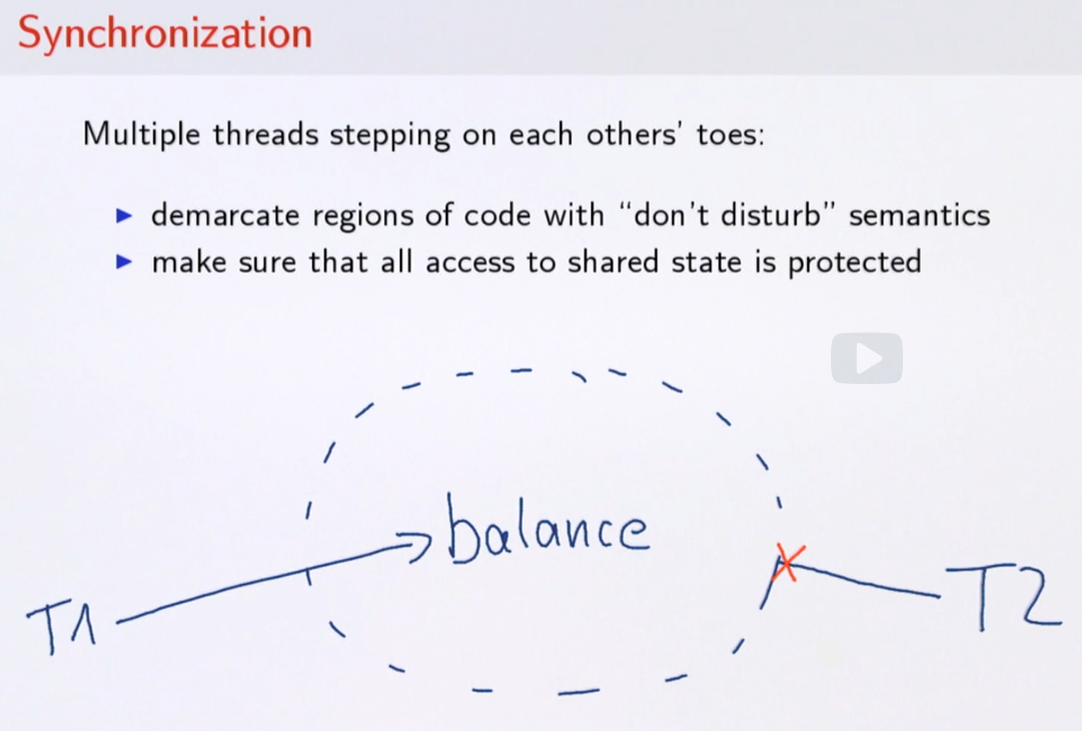 Synchronization
Multiple threads stepping on each others' toes:
demarcate regions of code with “don't disturb” semantics
make sure that all access to shared state is protected
balance
T1
T2